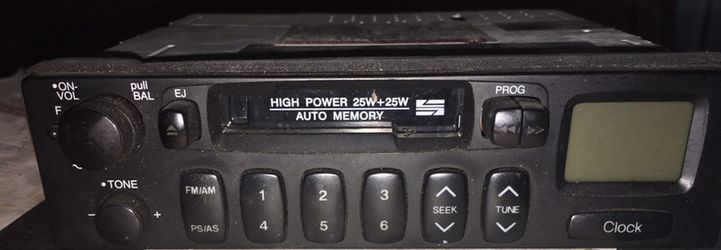 •ON-
VOL
pull
BAL
F
EJ
HIGH POWER 25W+25W
AUTO MEMORY
PROG
•TONE
- +
FM/AM
PS/AS
1
4
2
5
3
6
SEEK
TUNE
Clock